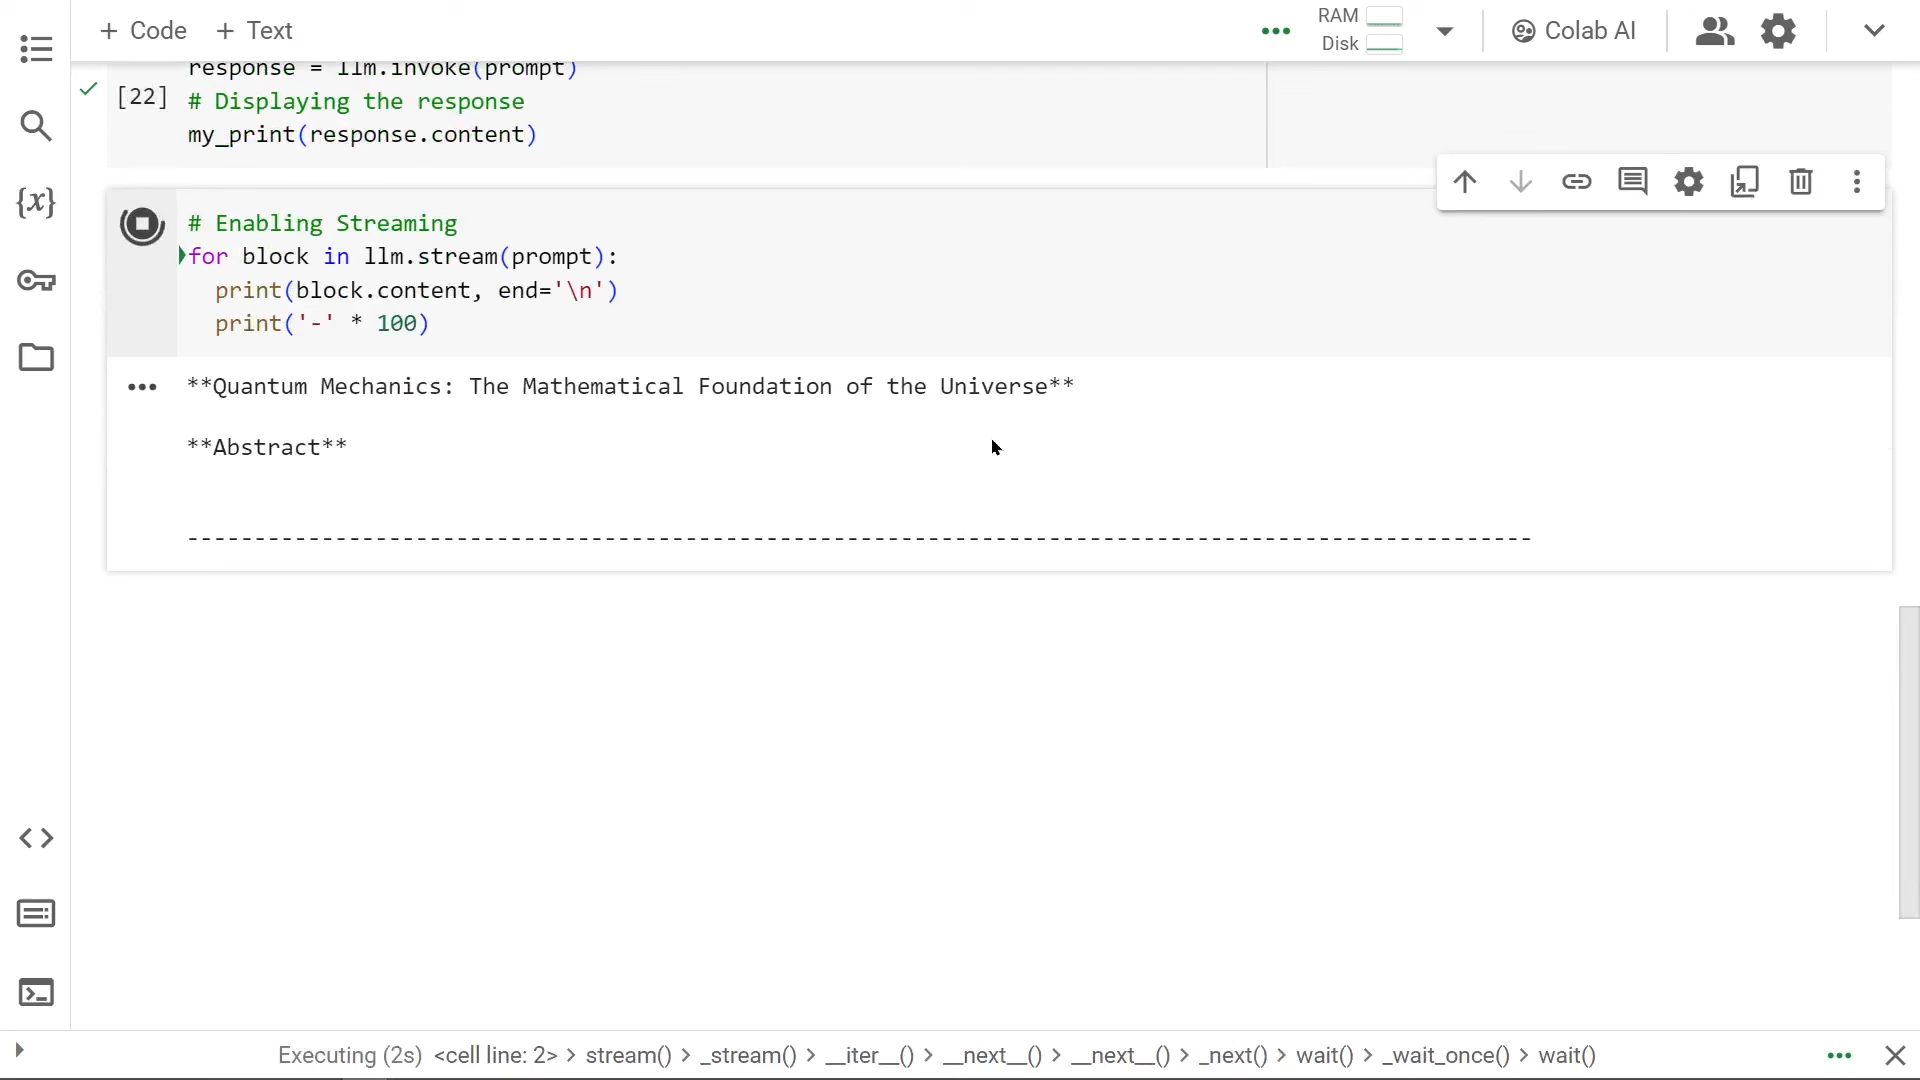 + Code + Text
RAM
Disk
Colab AI
response = llm.invoke(prompt)
[22] # Displaying the response
my_print(response.content)
{x}
# Enabling Streaming
for block in llm.stream(prompt):
print(block.content, end='\n')
print('-' * 100)
**Quantum Mechanics: The Mathematical Foundation of the Universe**
**Abstract**
----------------------------------------------------------------------------------------------------
Executing (2s) <cell line: 2> > stream() > _stream() > __iter__() > __next__() > __next__() > _next() > wait() > _wait_once() > wait()